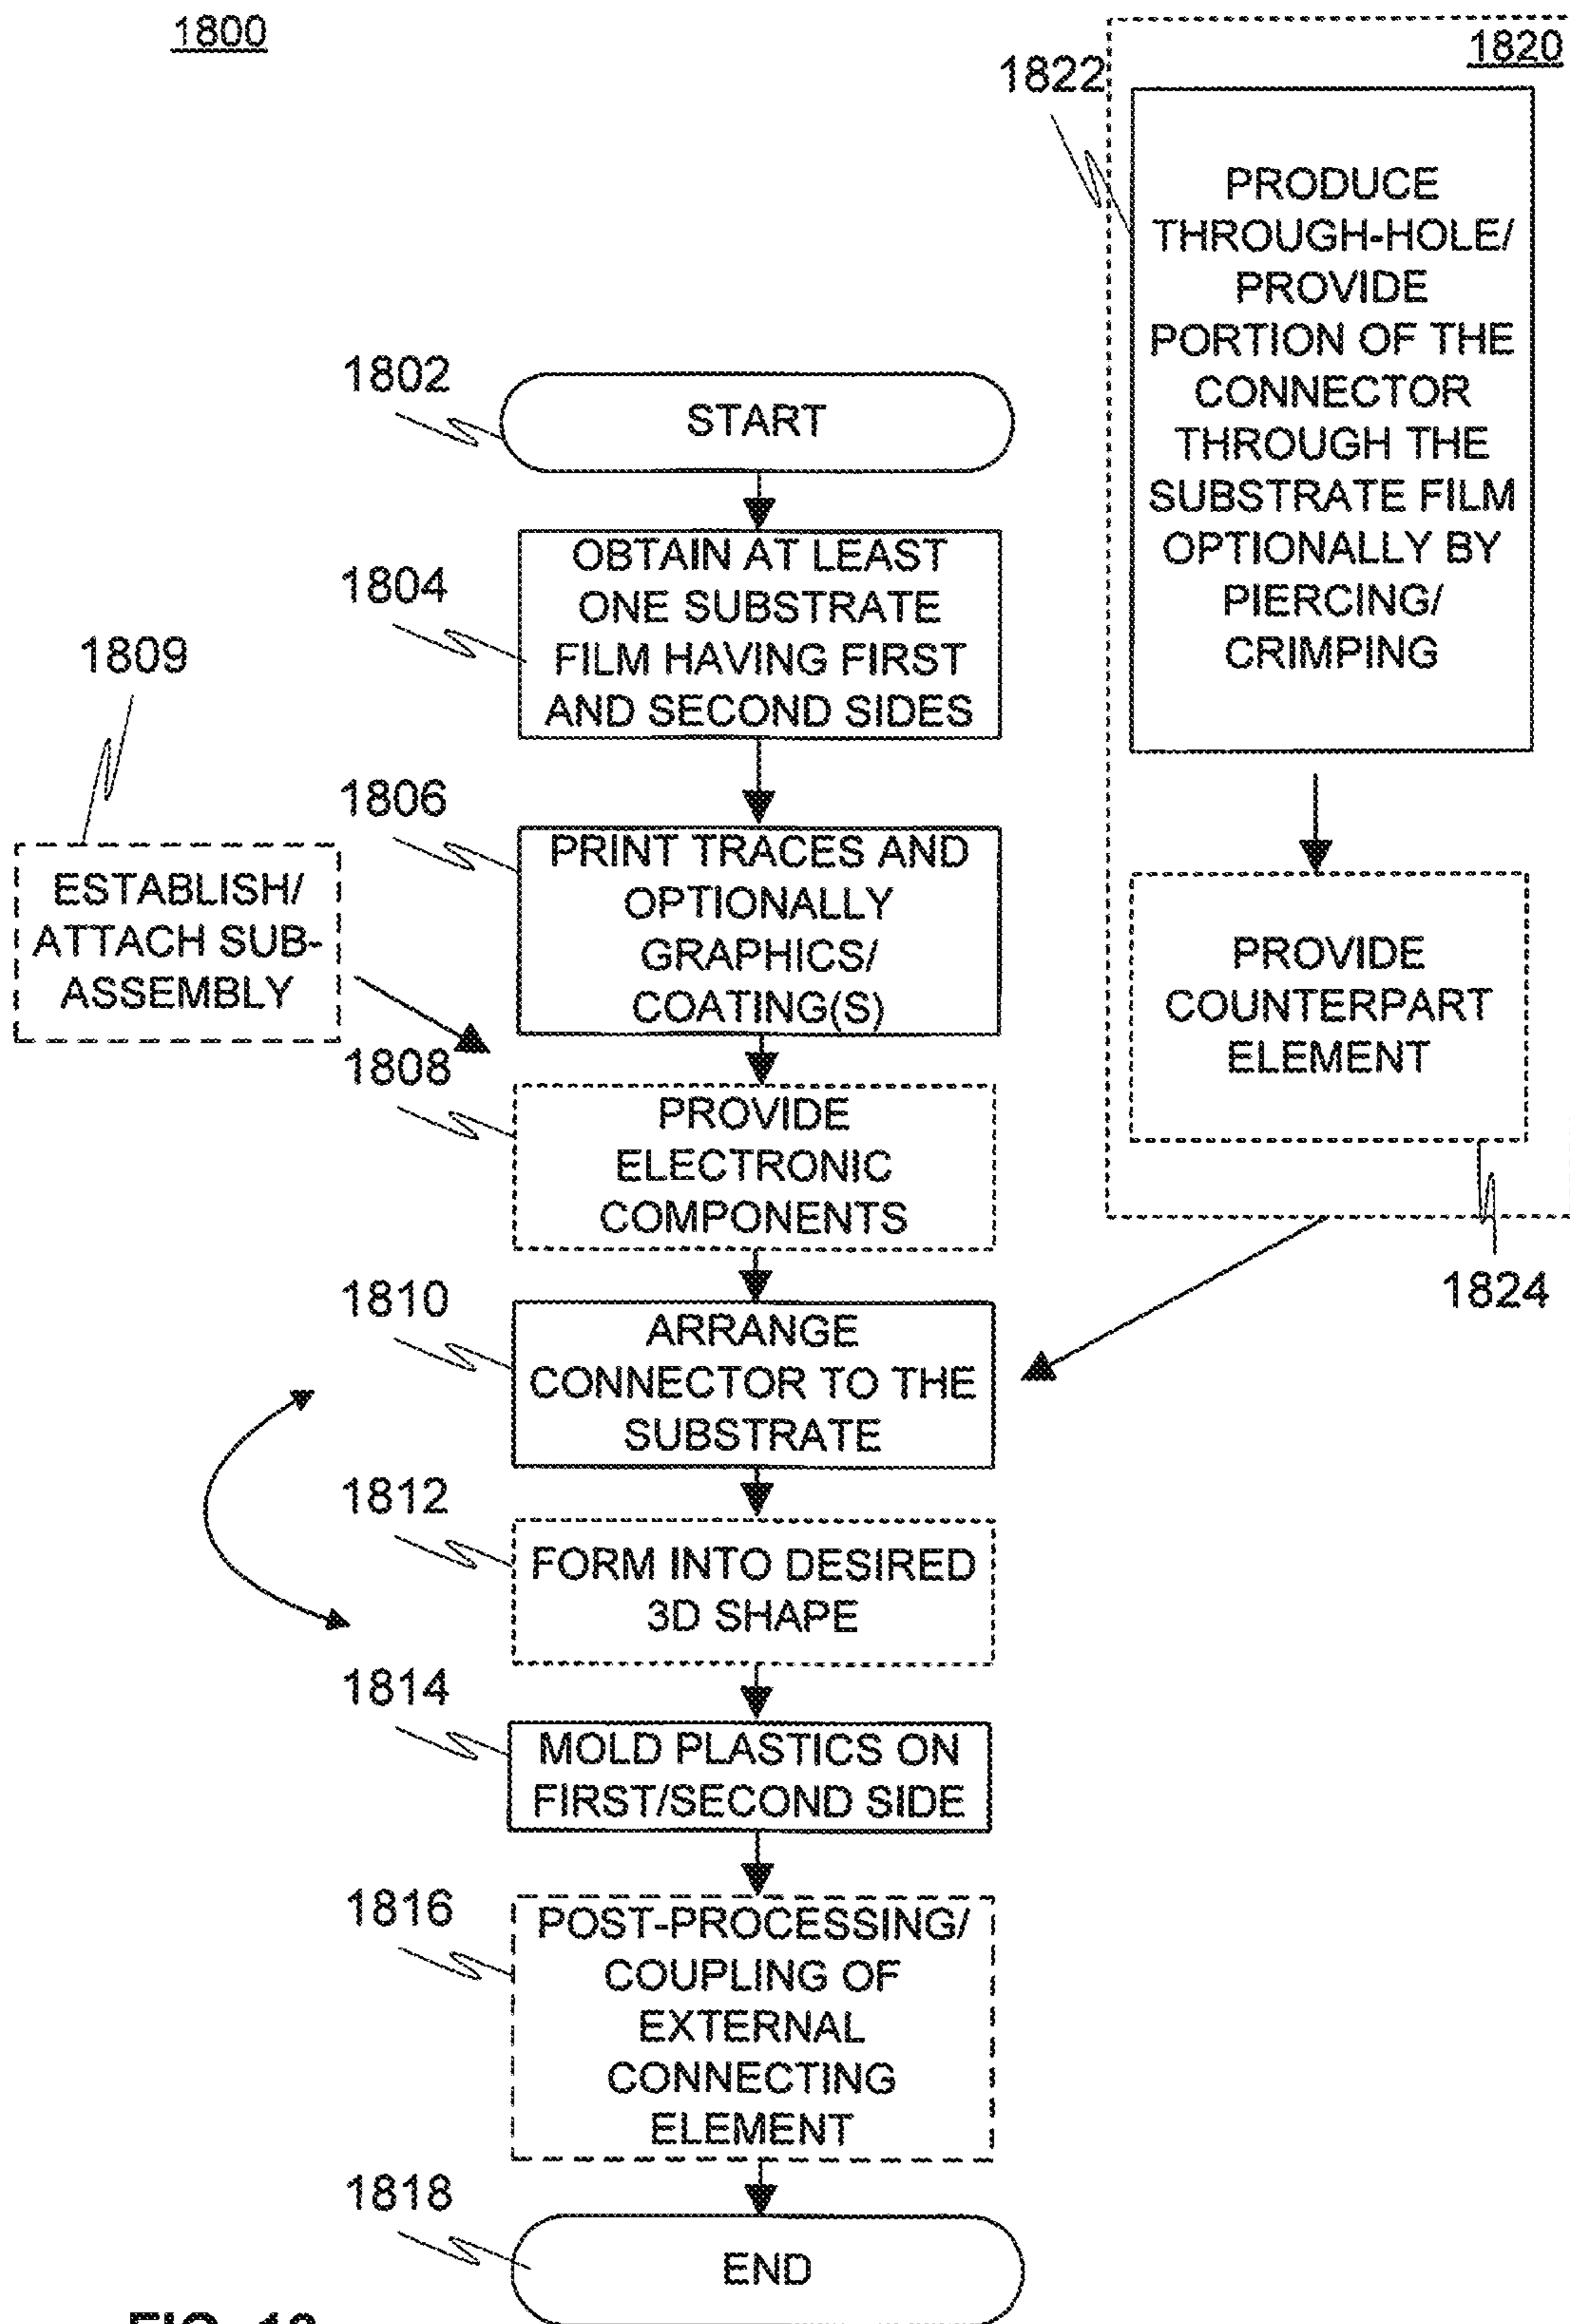 1800
1820
1822
PRODUCE
THROUGH-HOLE/
PROVIDE
PORTION OF THE
CONNECTOR
THROUGH THE
SUBSTRATE FILM
OPTIONALLY BY
PIERCING/
CRIMPING
1802
START
1804
OBTAIN AT LEAST
ONE SUBSTRATE
FILM HAVING FIRST
AND SECOND SIDES
1809
ESTABLISH/
ATTACH SUB-
ASSEMBLY
1806
PRINT TRACES AND
OPTIONALLY
GRAPHICS/
COATING(S)
PROVIDE
COUNTERPART
ELEMENT
1824
1808
PROVIDE
ELECTRONIC
COMPONENTS
1810
ARRANGE
CONNECTOR TO THE
SUBSTRATE
1812
FORM INTO DESIRED
3D SHAPE
1814
MOLD PLASTICS ON
FIRST/SECOND SIDE
1816
POST-PROCESSING/
COUPLING OF
EXTERNAL
CONNECTING
ELEMENT
1818
END